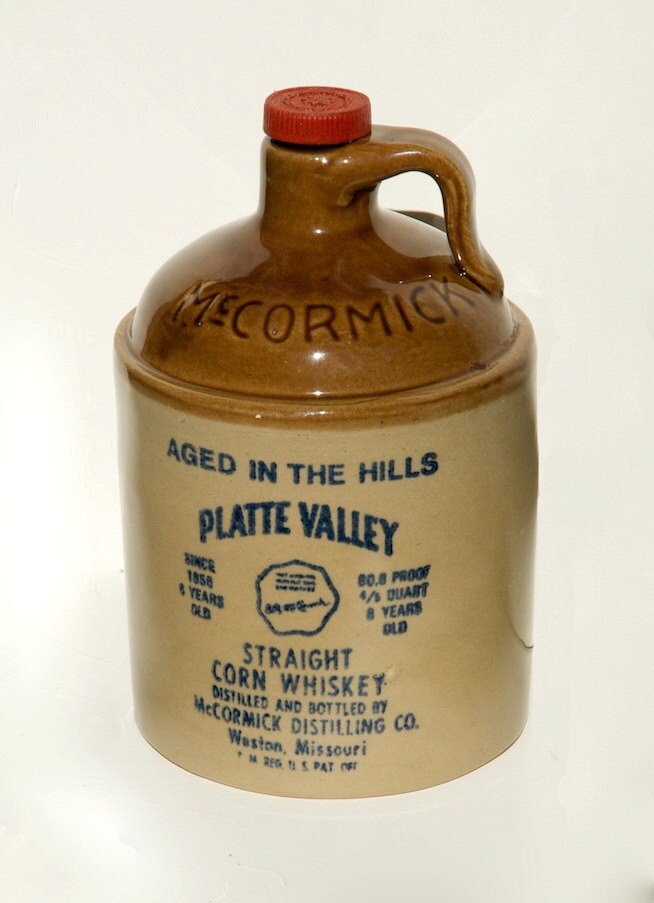 McCORMICK
AGED IN THE HILLS
PLATTE VALLEY
SINCE
1856
8 YEARS
OLD
80.6 PROOF
4/5 QUART
8 YEARS
OLD
STRAIGHT
CORN WHISKEY
DISTILLED AND BOTTLED BY
McCORMICK DISTILLING CO.
Weston, Missouri
T. M. REG. U.S. PAT. OFF